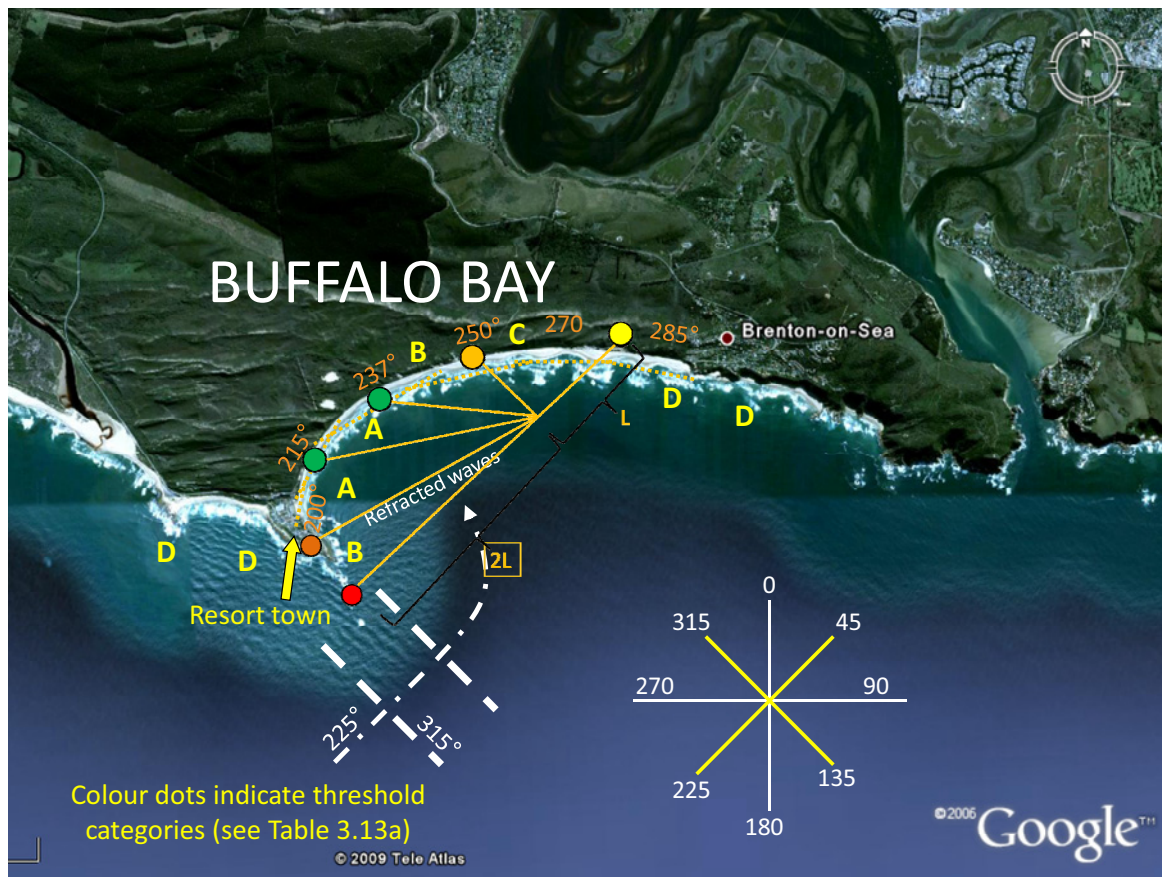 N
BUFFALO BAY
250°
C
270
285°
Brenton-on-Sea
B
237°
D
D
A
L
215°
A
200°
Refracted waves
D
D
B
2L
Resort town
0
315
45
270
90
225°
315°
225
135
180
Colour dots indicate threshold
categories (see Table 3.13a)
©2006 Google™
© 2009 Tele Atlas